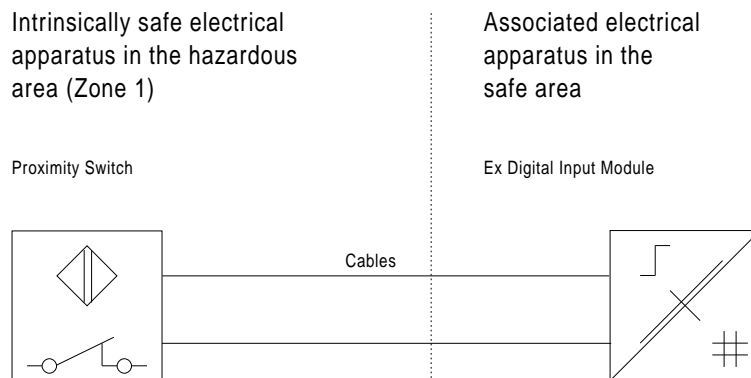 Intrinsically safe electrical
apparatus in the hazardous
area (Zone 1)
Associated electrical
apparatus in the
safe area
Proximity Switch
Ex Digital Input Module
Cables